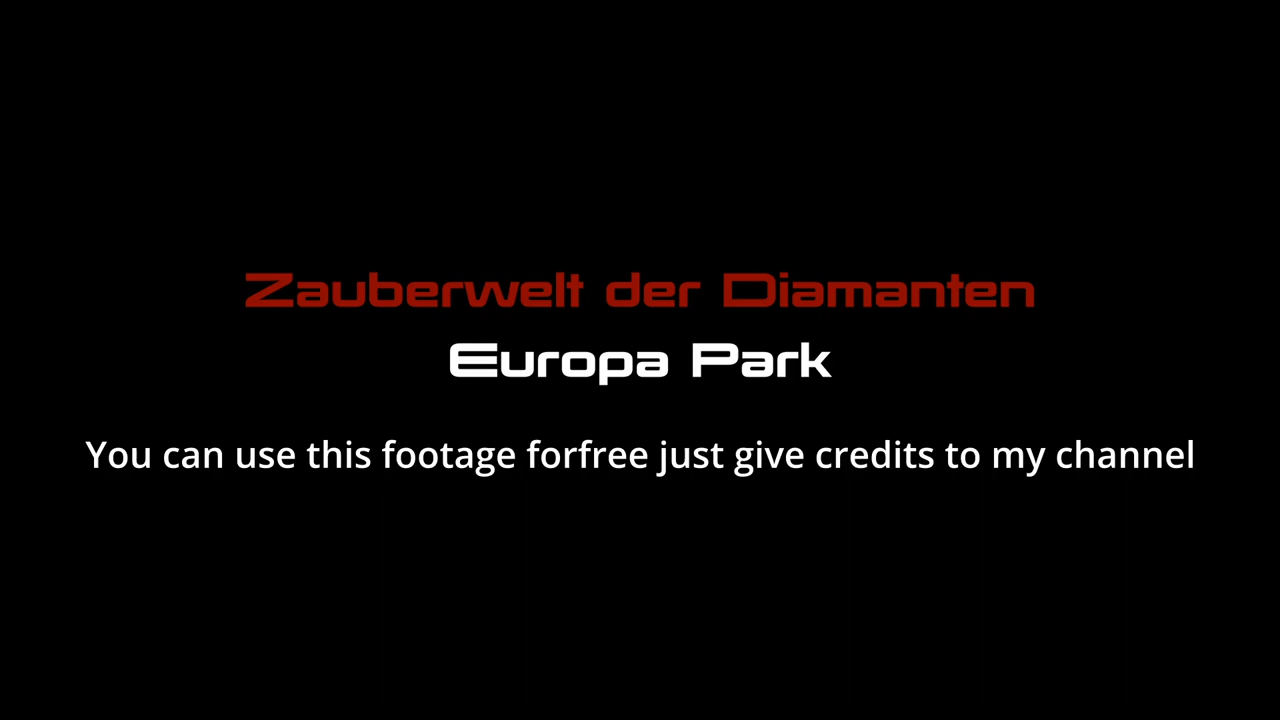 Zauberwelt der Diamanten
Europa Park
You can use this footage forfree just give credits to my channel